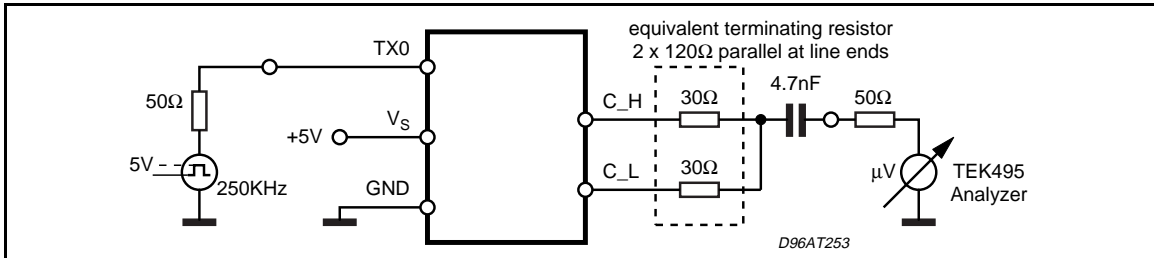 equivalent terminating resistor
2 x 120Ω parallel at line ends
TX0
4.7nF
50Ω
C_H
30Ω
50Ω
VS
+5V
5V
250KHz
30Ω
C_L
GND
μV
TEK495
Analyzer
D96AT253